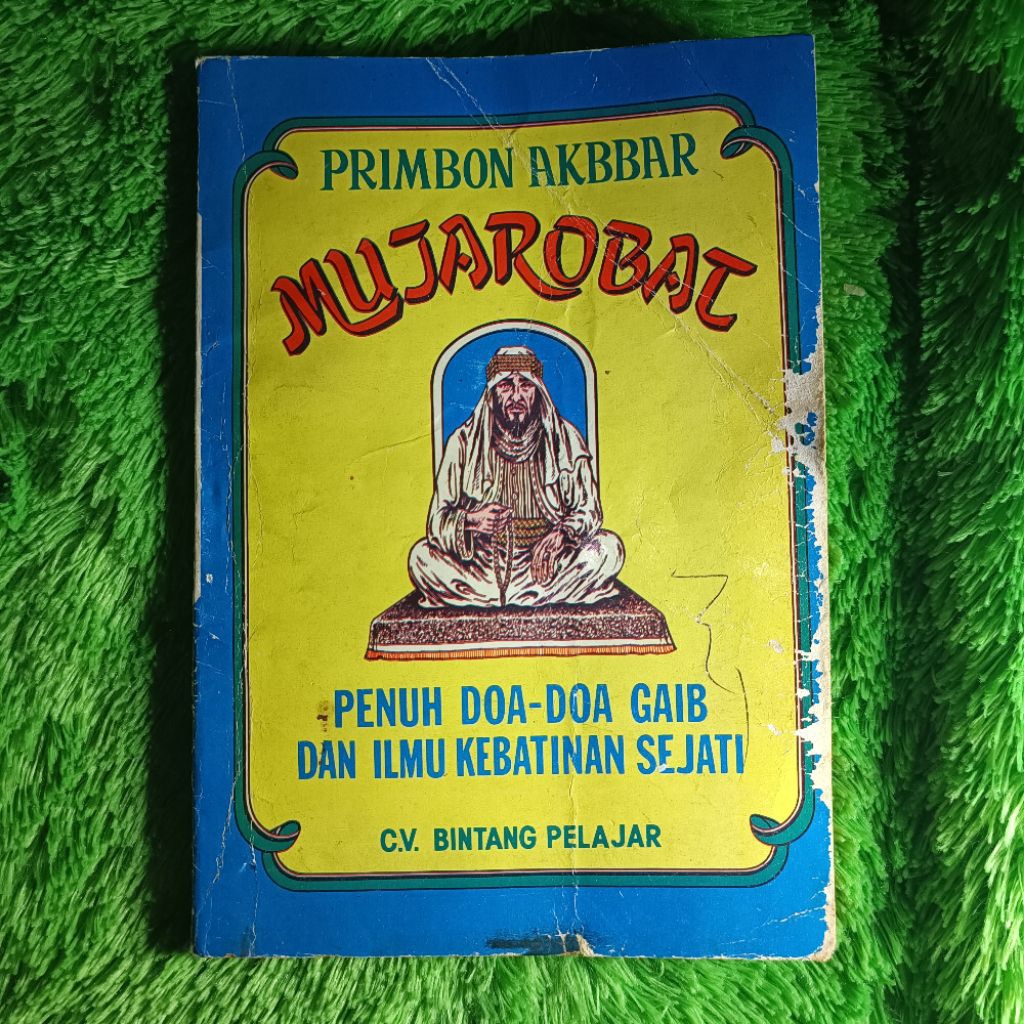 PRIMBON AKBBAR
MUJAROBAT
PENUH DOA-DOA GAIB
DAN ILMU KEBATINAN SEJATI
C.V. BINTANG PELAJAR